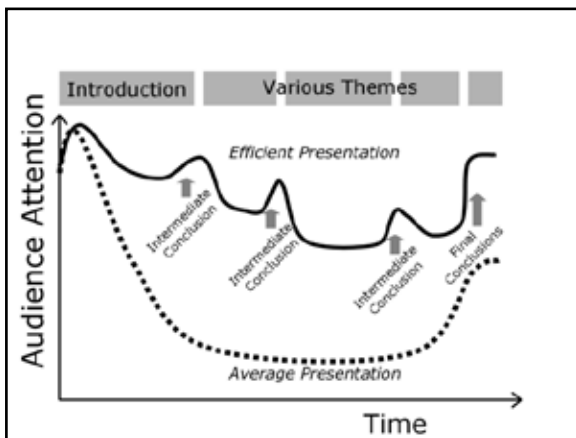 Introduction
Various Themes
Efficient Presentation
Intermediate
Conclusion
Intermediate
Conclusion
Intermediate
Conclusion
Final
Conclusions
Average Presentation
Audience Attention
Time